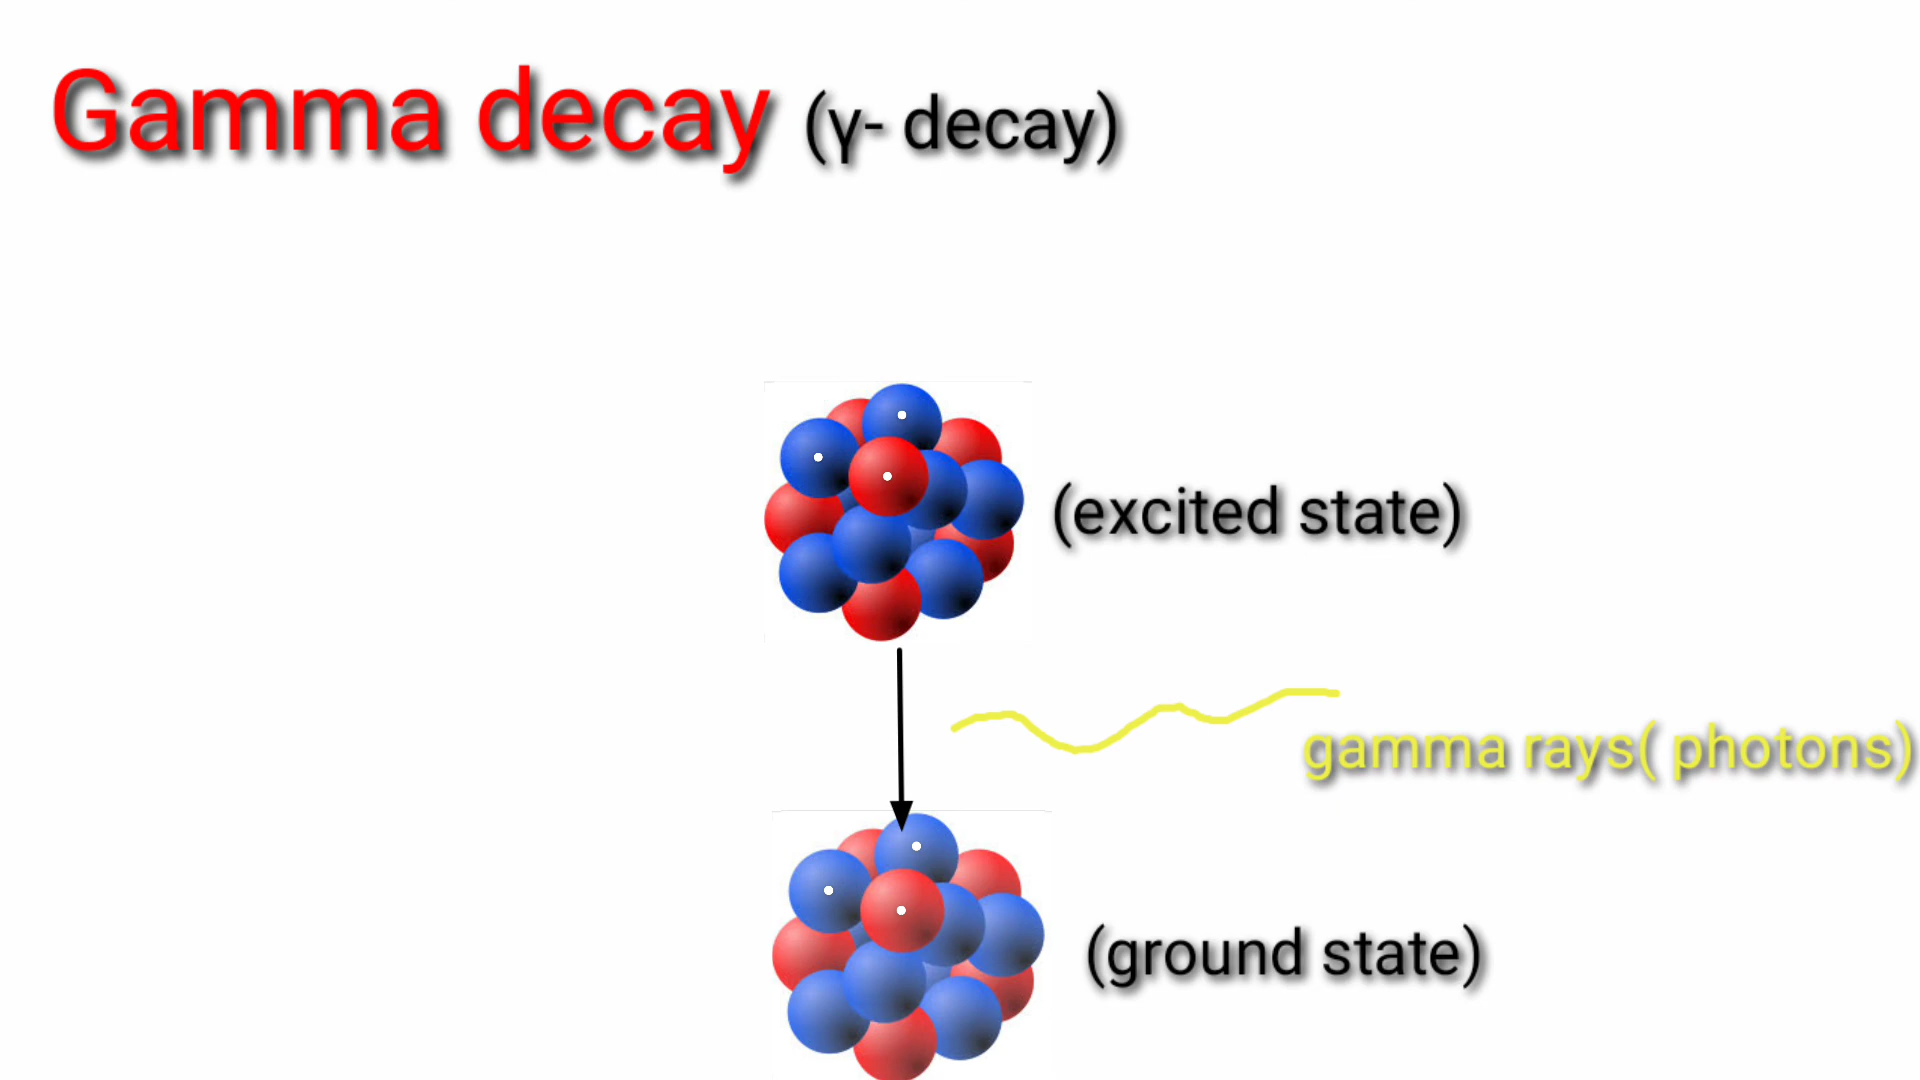 Gamma decay (γ- decay)
(excited state)
gamma rays( photons)
(ground state)